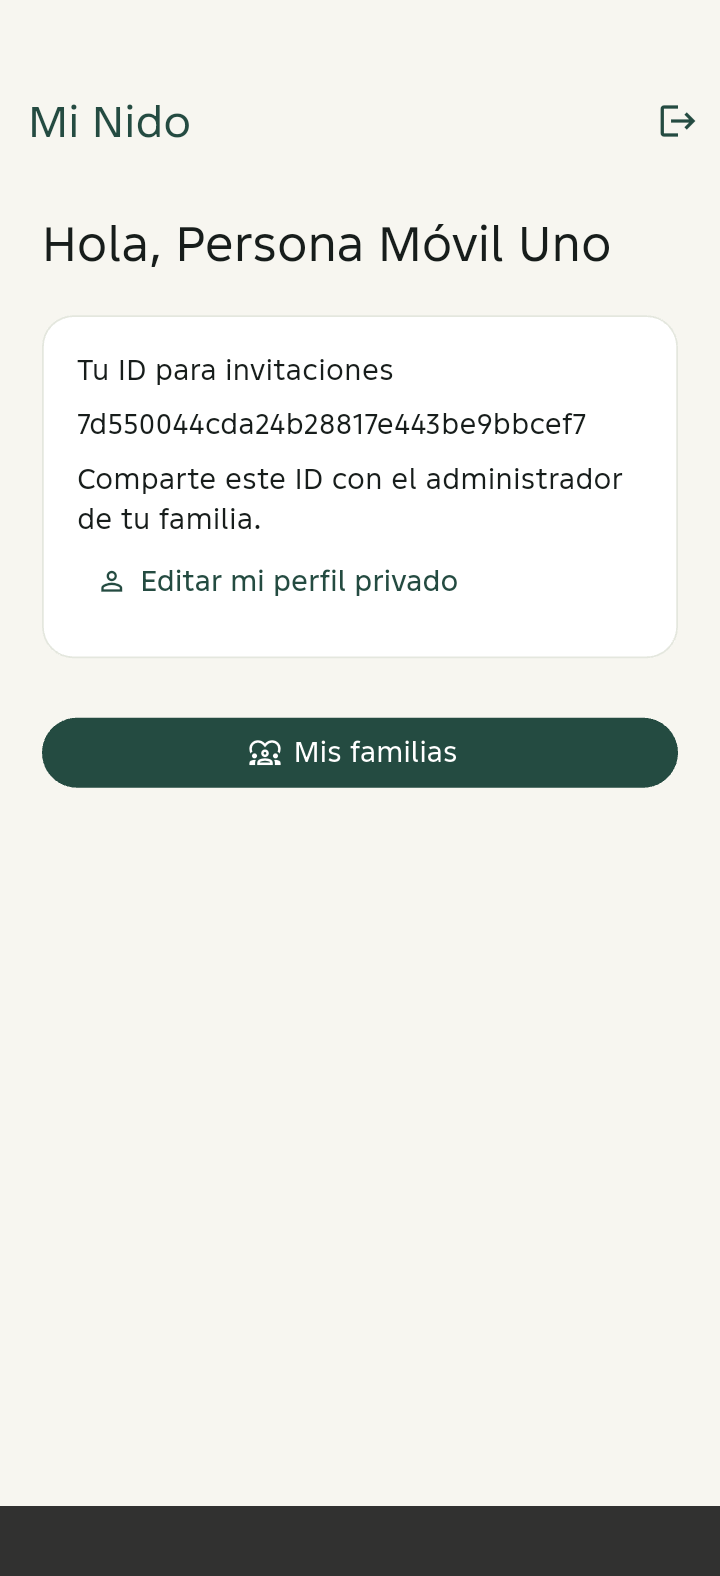 Mi Nido
Hola, Persona Móvil Uno
Tu ID para invitaciones
7d550044cda24b28817e443be9bbcef7
Comparte este ID con el administrador
de tu familia.
Editar mi perfil privado
Mis familias